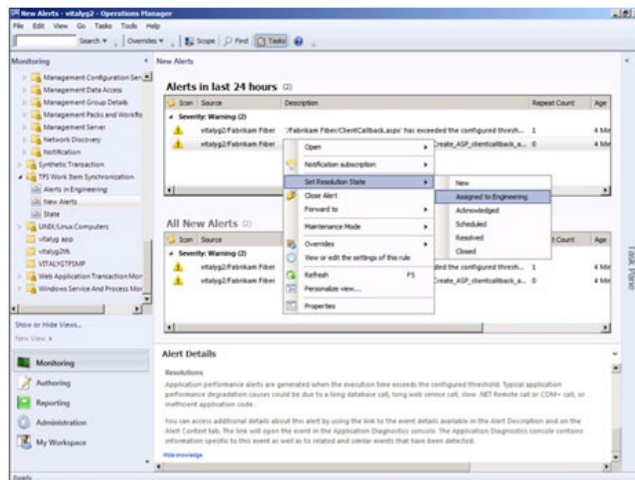 New Alerts - vitalyg2 - Operations Manager
File Edit View Go Tasks Tools Help
Search Overrides Scope Find Tasks
Monitoring
Management Configuration Ser
Management Data Access
Management Group Details
Management Packs and Workflo
Management Server
Network Discovery
Notification
Synthetic Transaction
TFS Work Item Synchronization
Alerts in Engineering
New Alerts
State
UNIX/Linux Computers
vitalyg app
vitalyg2tfs
VITALYGTFSMP
Web Application Transaction Mon
Windows Service And Process Mon
Show or Hide Views...
New View
Monitoring
Authoring
Reporting
Administration
My Workspace
Ready
New Alerts
Alerts in last 24 hours (2)
Icon Source Description Repeat Count Age
Severity: Warning (2)
vitalyg2/Fabrikam Fiber '/Fabrikam Fiber/ClientCallback.aspx' has exceeded the configured thresh... 1 4 Min
vitalyg2/Fabrikam Fiber Create_ASP_clientcallback_a... 0 4 Min
Open
Notification subscription
Set Resolution State
Close Alert
Forward to
Maintenance Mode
Overrides
View or edit the settings of this rule
Refresh F5
Personalize view...
Properties
New
Assigned to Engineering
Acknowledged
Scheduled
Resolved
Closed
All New Alerts (2)
Icon Source Count Age
Severity: Warning (2)
vitalyg2/Fabrikam Fiber exceeded the configured thresh... 1 4 Min
vitalyg2/Fabrikam Fiber Create_ASP_clientcallback_a... 0 4 Min
Alert Details
Resolutions
Application performance alerts are generated when the execution time exceeds the configured threshold. Typical application
performance degradation causes could be due to a long database call, long web service call, slow .NET Remote call or COM+ call, or
inefficient application code.
You can access additional details about this alert by using the link to the event details available in the Alert Description and on the
Alert Context tab. The link will open the event in the Application Diagnostics console. The Application Diagnostics console contains
information specific to this event as well as to related and similar events that have been detected.
Hide knowledge
Task Pane